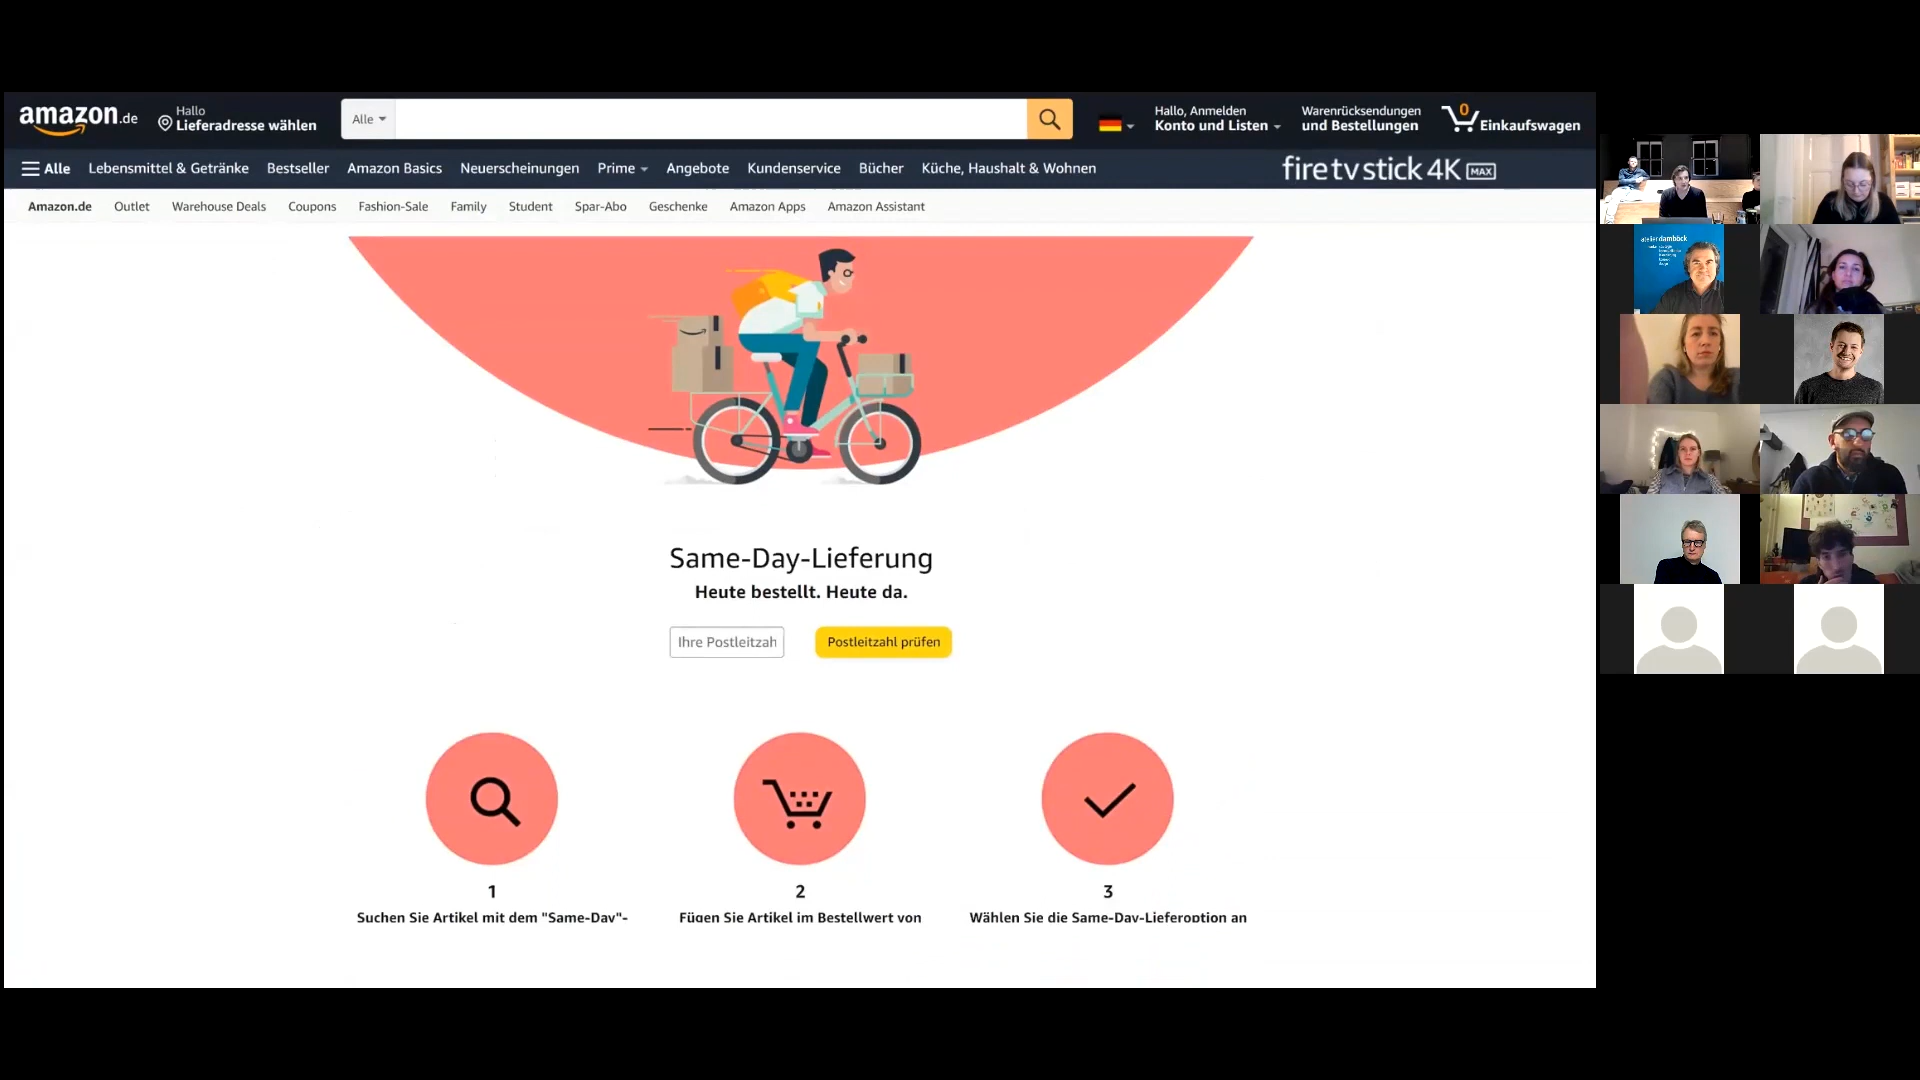 amazon.de
Hallo
Lieferadresse wählen
Alle
Hallo, Anmelden
Konto und Listen
Warenrücksendungen
und Bestellungen
0
Einkaufswagen
Alle
Lebensmittel & Getränke
Bestseller
Amazon Basics
Neuerscheinungen
Prime
Angebote
Kundenservice
Bücher
Küche, Haushalt & Wohnen
fire tv stick 4K MAX
Amazon.de
Outlet
Warehouse Deals
Coupons
Fashion-Sale
Family
Student
Spar-Abo
Geschenke
Amazon Apps
Amazon Assistant
Same-Day-Lieferung
Heute bestellt. Heute da.
Ihre Postleitzah
Postleitzahl prüfen
1
Suchen Sie Artikel mit dem "Same-Day"-
2
Fügen Sie Artikel im Bestellwert von
3
Wählen Sie die Same-Day-Lieferoption an
atelier damböck